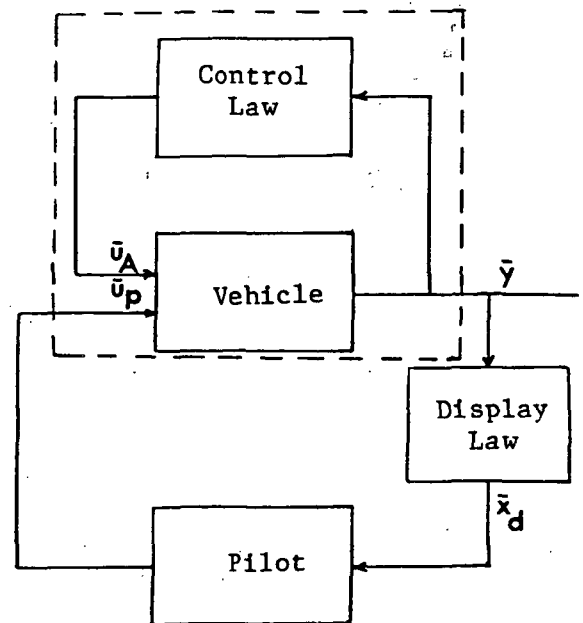 Control
Law
ū_A
ū_p
Vehicle
ȳ
Display
Law
x̄_d
Pilot